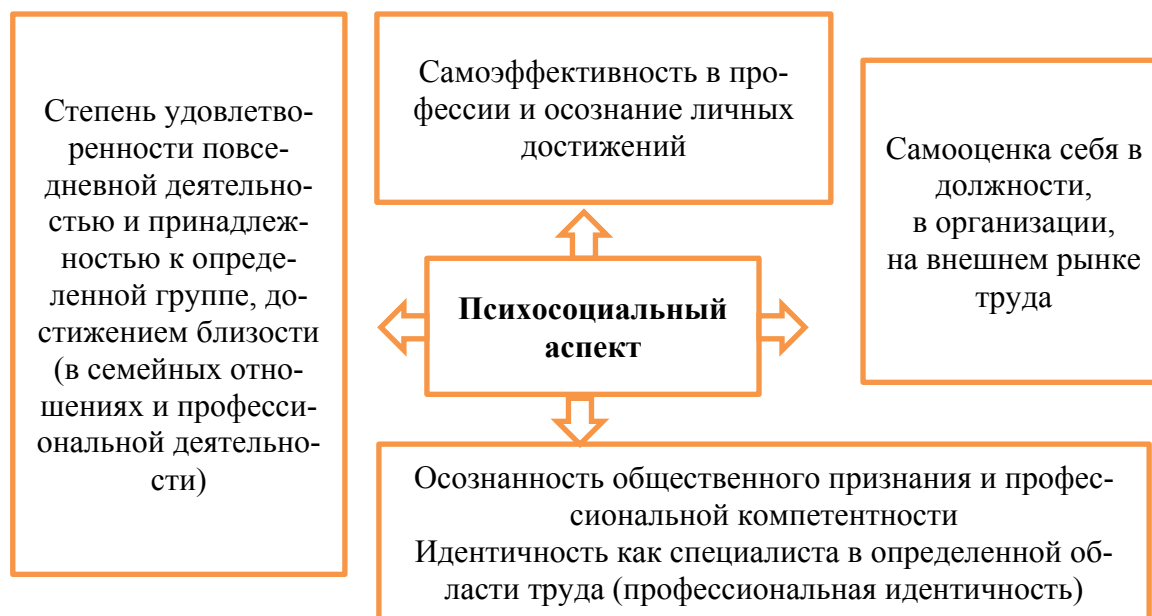 Степень удовлетво-
ренности повсе-
дневной деятельно-
стью и принадлеж-
ностью к опреде-
ленной группе, до-
стижением близости
(в семейных отно-
шениях и професси-
ональной деятельно-
сти)
Самоэффективность в про-
фессии и осознание личных
достижений
Самооценка себя в
должности,
в организации,
на внешнем рынке
труда
Психосоциальный
аспект
Осознанность общественного признания и профес-
сиональной компетентности
Идентичность как специалиста в определенной об-
ласти труда (профессиональная идентичность)